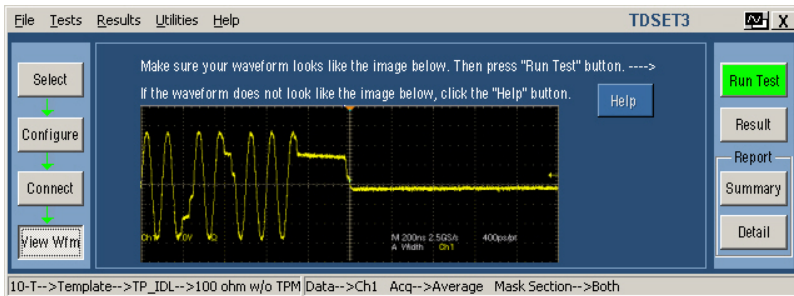 File Tests Results Utilities Help TDSET3 X
Make sure your waveform looks like the image below. Then press "Run Test" button. ---->
If the waveform does not look like the image below, click the "Help" button.
Help
Select
Configure
Connect
View Wfm
Run Test
Result
Report
Summary
Detail
Ch1 1.0V Ω
M 200ns 2.5GS/s 400ps/pt
A Width Ch1
10-T-->Template-->TP_IDL-->100 ohm w/o TPM Data-->Ch1 Acq-->Average Mask Section-->Both